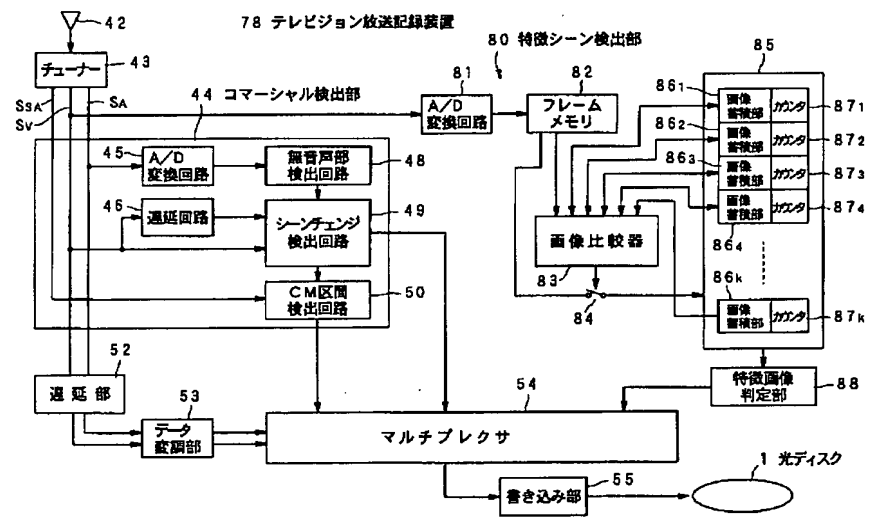 42
78 テレビジョン放送記録装置
80 特徴シーン検出部
チューナー
43
SSA
SV
SA
44 コマーシャル検出部
81
A/D
変換回路
82
フレーム
メモリ
85
45
A/D
変換回路
無音声部
検出回路
48
46
遅延回路
シーンチェンジ
検出回路
49
CM区間
検出回路
50
861
画像
蓄積部
カウンタ
871
862
画像
蓄積部
カウンタ
872
863
画像
蓄積部
カウンタ
873
画像
蓄積部
カウンタ
874
864
画像比較器
83
84
86k
画像
蓄積部
カウンタ
87k
52
遅延部
53
データ
変調部
54
マルチプレクサ
特徴画像
判定部
88
55
書き込み部
1 光ディスク